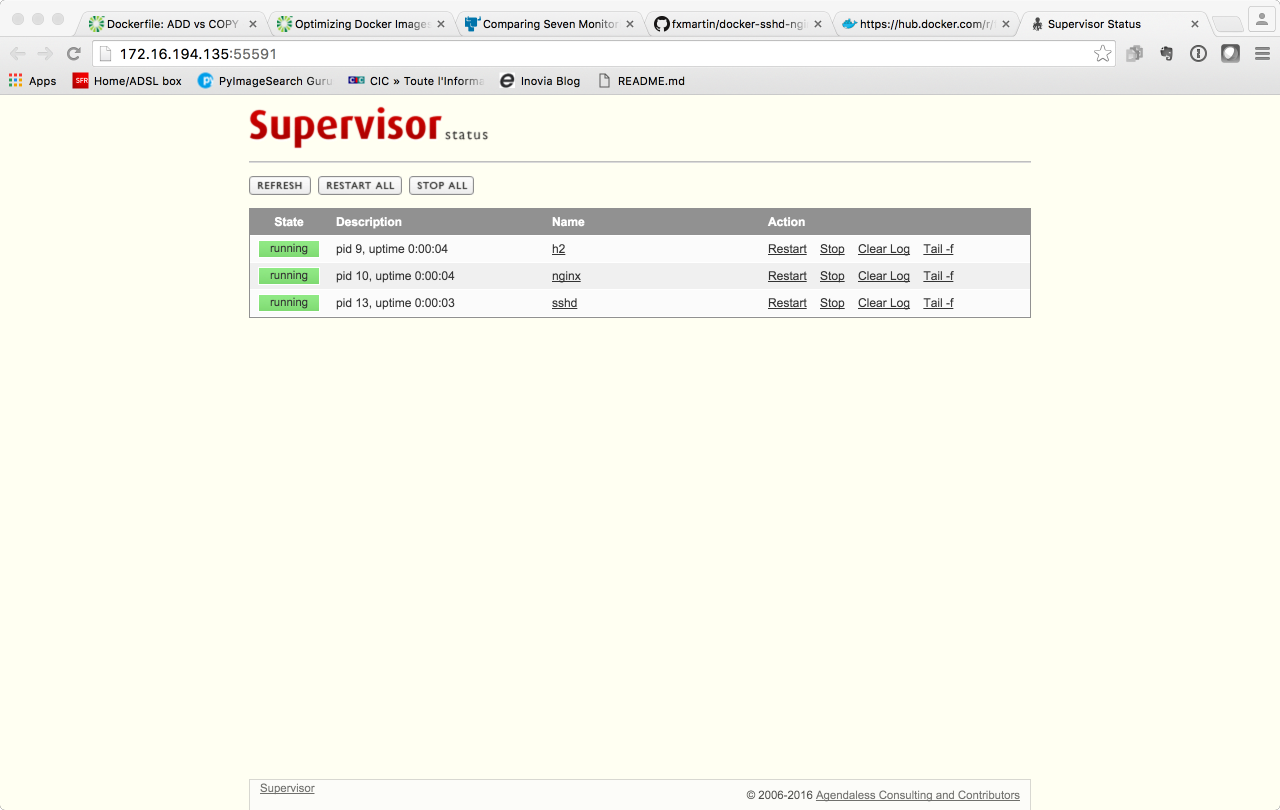 Dockerfile: ADD vs COPY
Optimizing Docker Images
Comparing Seven Monitor
fxmartin/docker-sshd-ngi
https://hub.docker.com/r/
Supervisor Status
172.16.194.135:55591
Apps
SFR
Home/ADSL box
PyImageSearch Guru
CIC » Toute l'Informa
Inovia Blog
README.md
Supervisor status
REFRESH RESTART ALL STOP ALL
State Description Name Action
running pid 9, uptime 0:00:04 h2 Restart Stop Clear Log Tail -f
running pid 10, uptime 0:00:04 nginx Restart Stop Clear Log Tail -f
running pid 13, uptime 0:00:03 sshd Restart Stop Clear Log Tail -f
Supervisor
© 2006-2016 Agendaless Consulting and Contributors